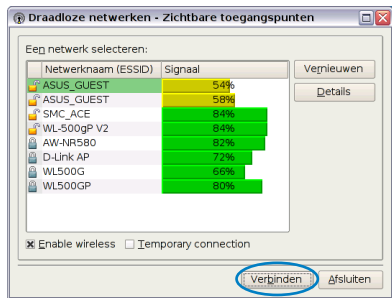 Draadloze netwerken - Zichtbare toegangspunten
Een netwerk selecteren:
Netwerknaam (ESSID) Signaal
ASUS_GUEST 54%
ASUS_GUEST 58%
SMC_ACE 84%
WL-500gP V2 84%
AW-NR580 82%
D-Link AP 72%
WL500G 66%
WL500GP 80%
Vernieuwen
Details
Enable wireless Temporary connection
Verbinden Afsluiten